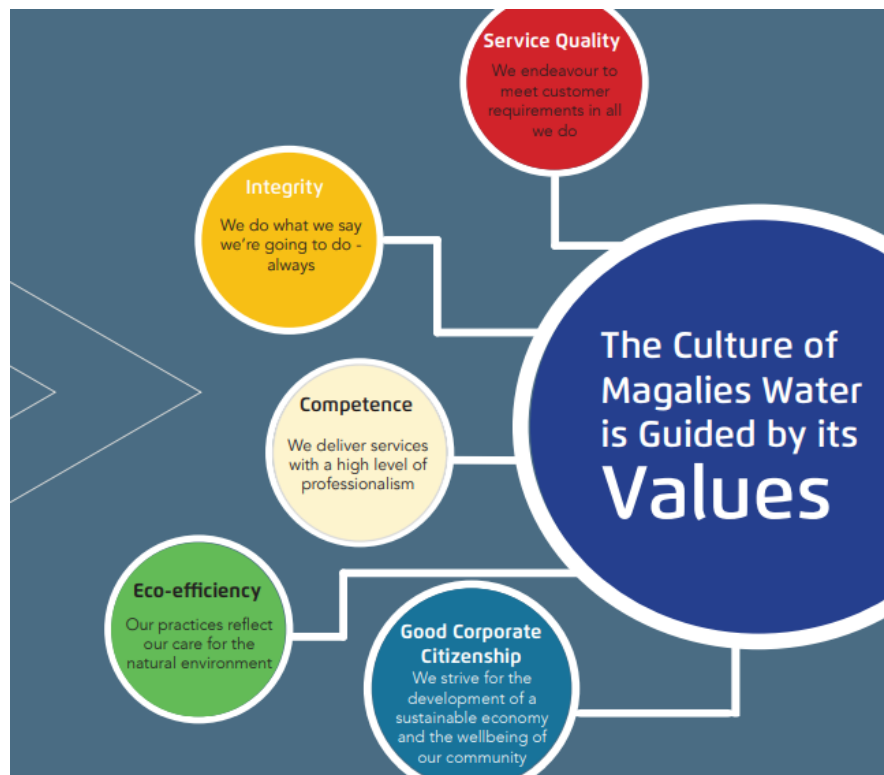 Service Quality
We endeavour to
meet customer
requirements in all
we do
Integrity
We do what we say
we're going to do -
always
The Culture of
Magalies Water
is Guided by its
Values
Competence
We deliver services
with a high level of
professionalism
Eco-efficiency
Our practices reflect
our care for the
natural environment
Good Corporate
Citizenship
We strive for the
development of a
sustainable economy
and the wellbeing of
our community